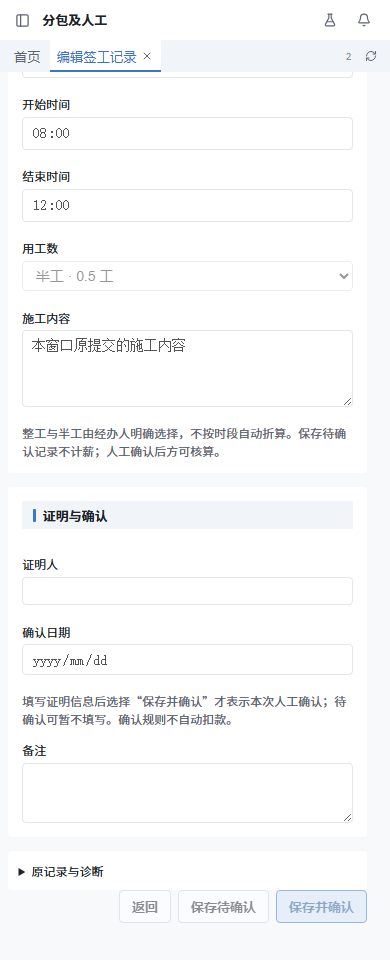 分包及人工
首页
编辑签工记录 ×
2
开始时间
08:00
结束时间
12:00
用工数
半工 · 0.5 工
施工内容
本窗口原提交的施工内容
整工与半工由经办人明确选择，不按时段自动折算。保存待确
认记录不计薪；人工确认后方可核算。
证明与确认
证明人
确认日期
yyyy/mm/dd
填写证明信息后选择“保存并确认”才表示本次人工确认；待
确认可暂不填写。确认规则不自动扣款。
备注
原记录与诊断
返回
保存待确认
保存并确认